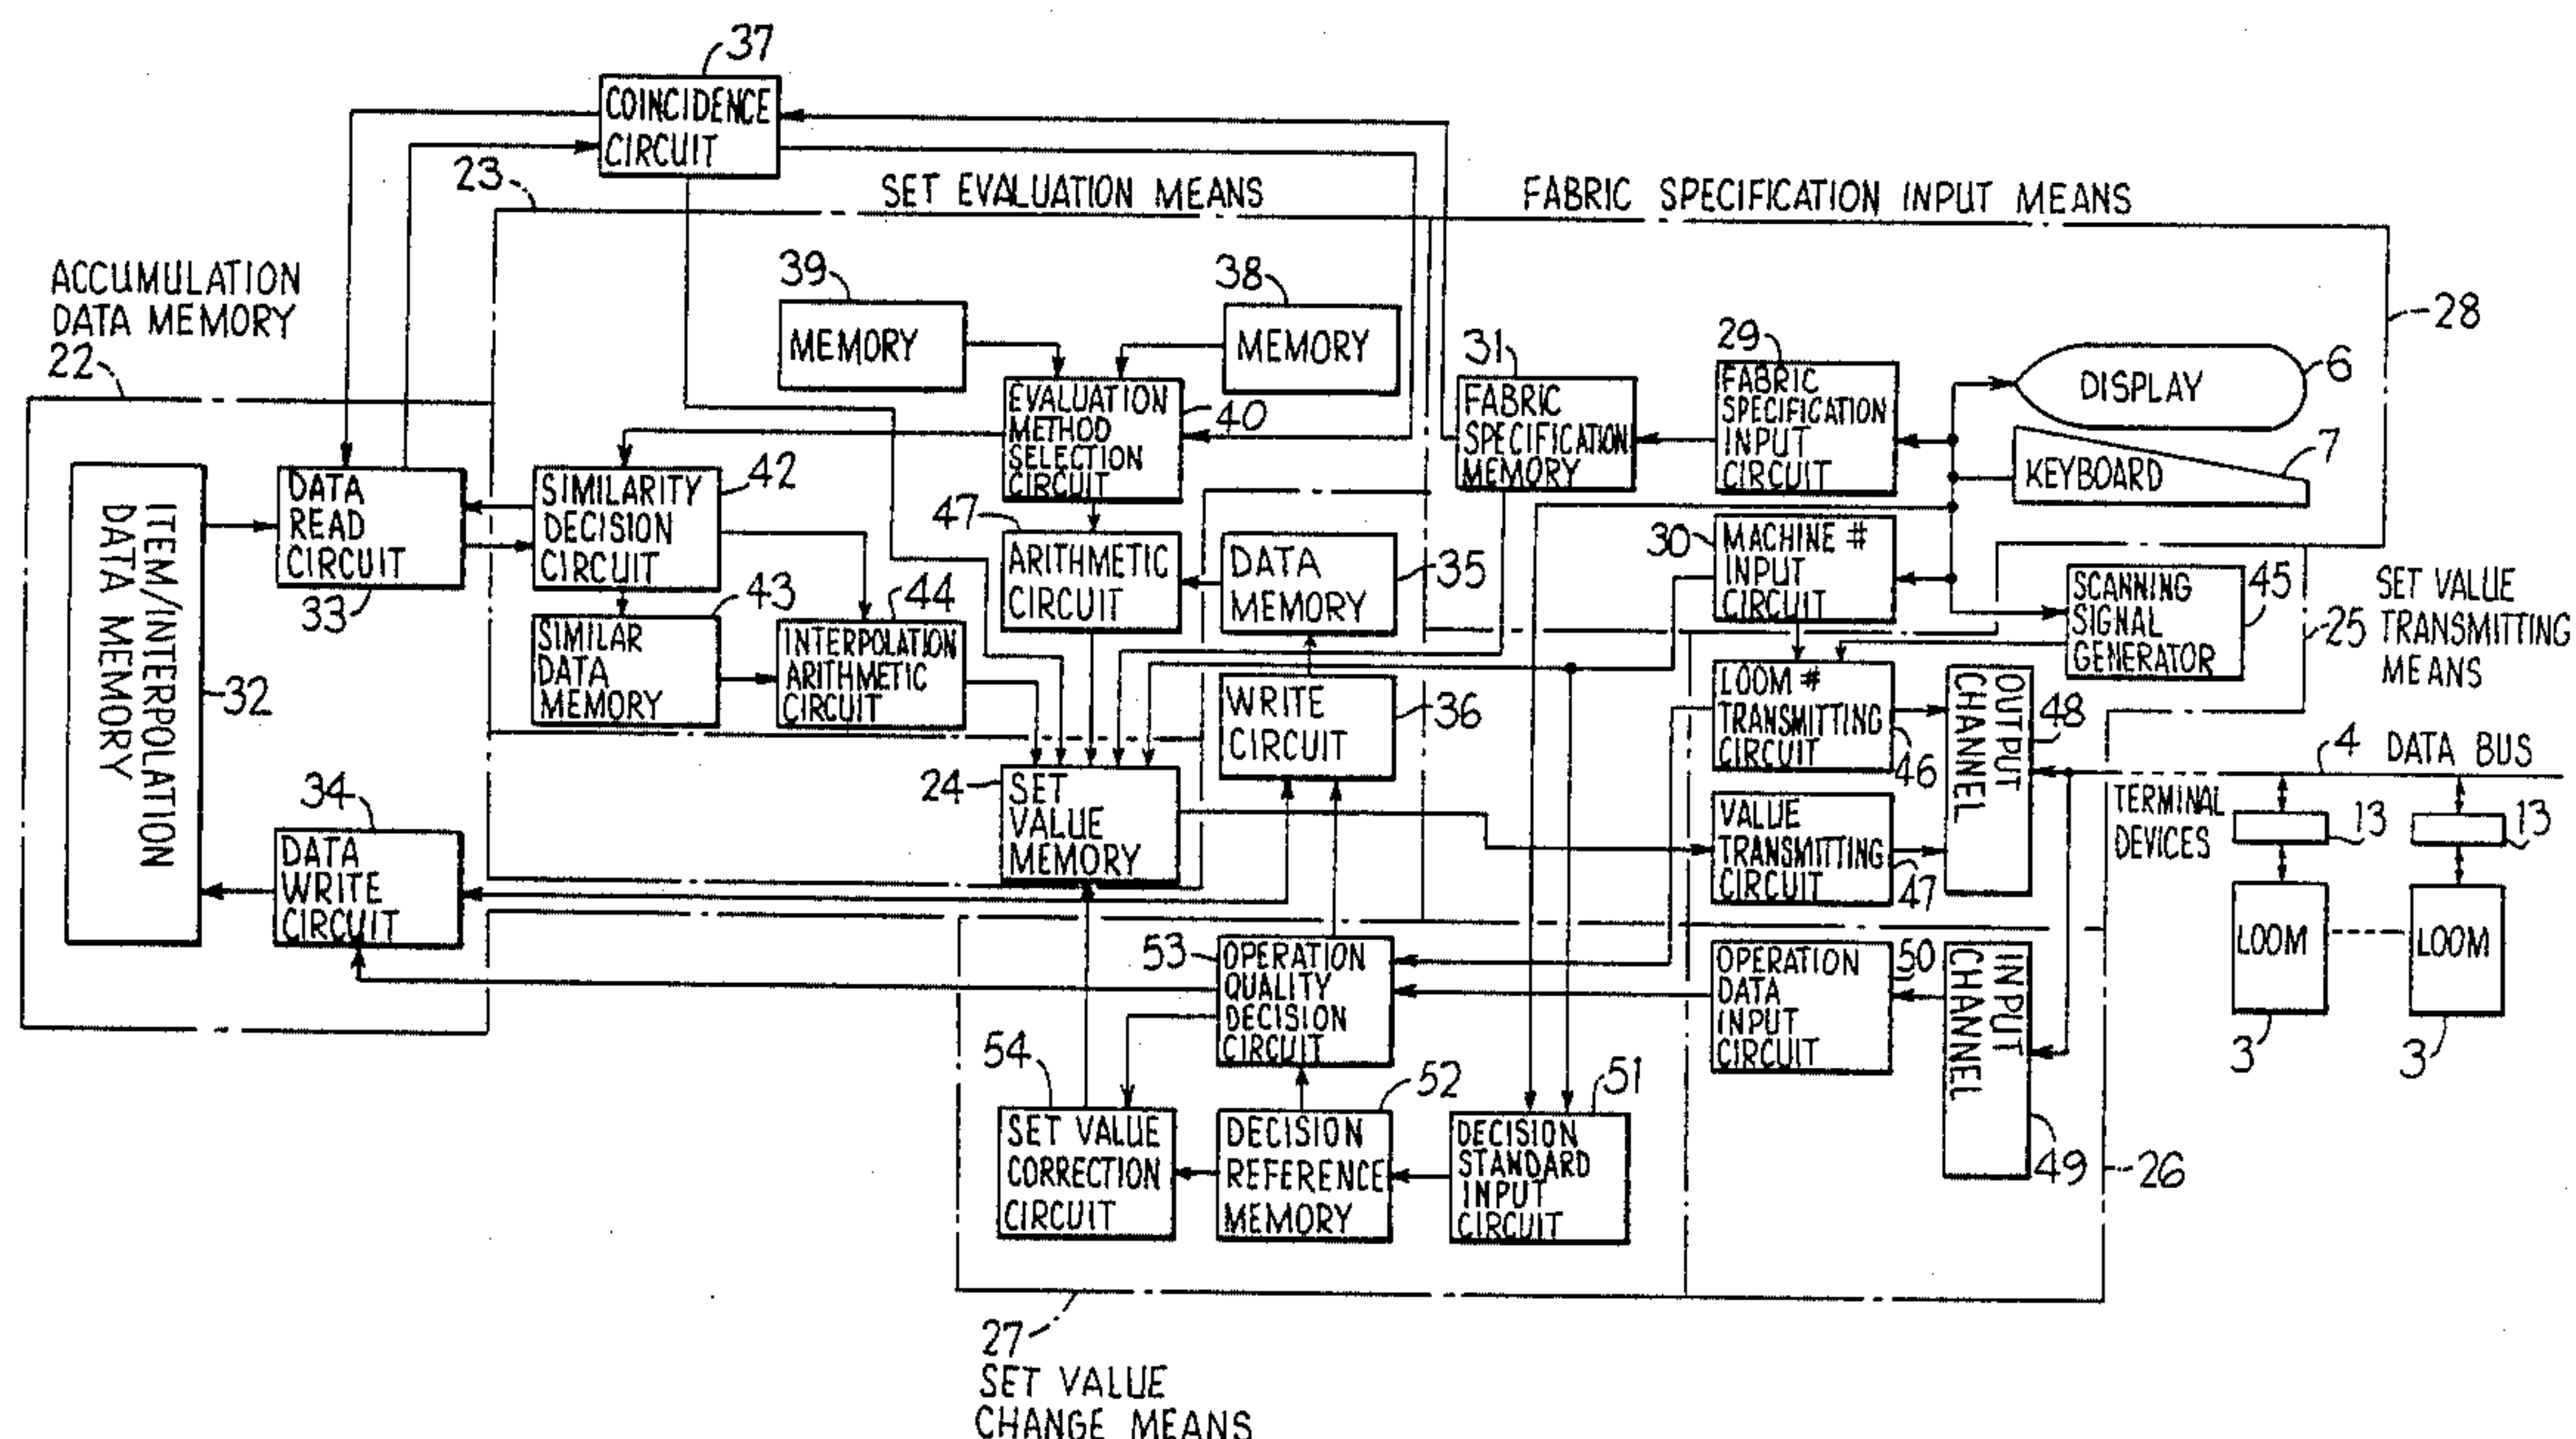 37
COINCIDENCE
CIRCUIT
23
SET EVALUATION MEANS
FABRIC SPECIFICATION INPUT MEANS
ACCUMULATION
DATA MEMORY
22
39
MEMORY
38
MEMORY
28
31
FABRIC
SPECIFICATION
MEMORY
29
FABRIC
SPECIFICATION
INPUT
CIRCUIT
DISPLAY
6
KEYBOARD
7
EVALUATION
METHOD
SELECTION
CIRCUIT
40
ITEM/INTERPOLATION
DATA MEMORY
32
DATA
READ
CIRCUIT
33
SIMILARITY
DECISION
CIRCUIT
42
47
ARITHMETIC
CIRCUIT
DATA
MEMORY
35
30
MACHINE #
INPUT
CIRCUIT
SCANNING
SIGNAL
GENERATOR
45
25
SET VALUE
TRANSMITTING
MEANS
SIMILAR
DATA
MEMORY
43
INTERPOLATION
ARITHMETIC
CIRCUIT
44
WRITE
CIRCUIT
36
LOOM #
TRANSMITTING
CIRCUIT
46
OUTPUT
CHANNEL
48
4 DATA BUS
24
SET
VALUE
MEMORY
VALUE
TRANSMITTING
CIRCUIT
47
TERMINAL
DEVICES
13
13
34
DATA
WRITE
CIRCUIT
LOOM
LOOM
3
3
53
OPERATION
QUALITY
DECISION
CIRCUIT
OPERATION
DATA
INPUT
CIRCUIT
50
INPUT
CHANNEL
49
26
54
SET VALUE
CORRECTION
CIRCUIT
52
DECISION
REFERENCE
MEMORY
51
DECISION
STANDARD
INPUT
CIRCUIT
27
SET VALUE
CHANGE MEANS